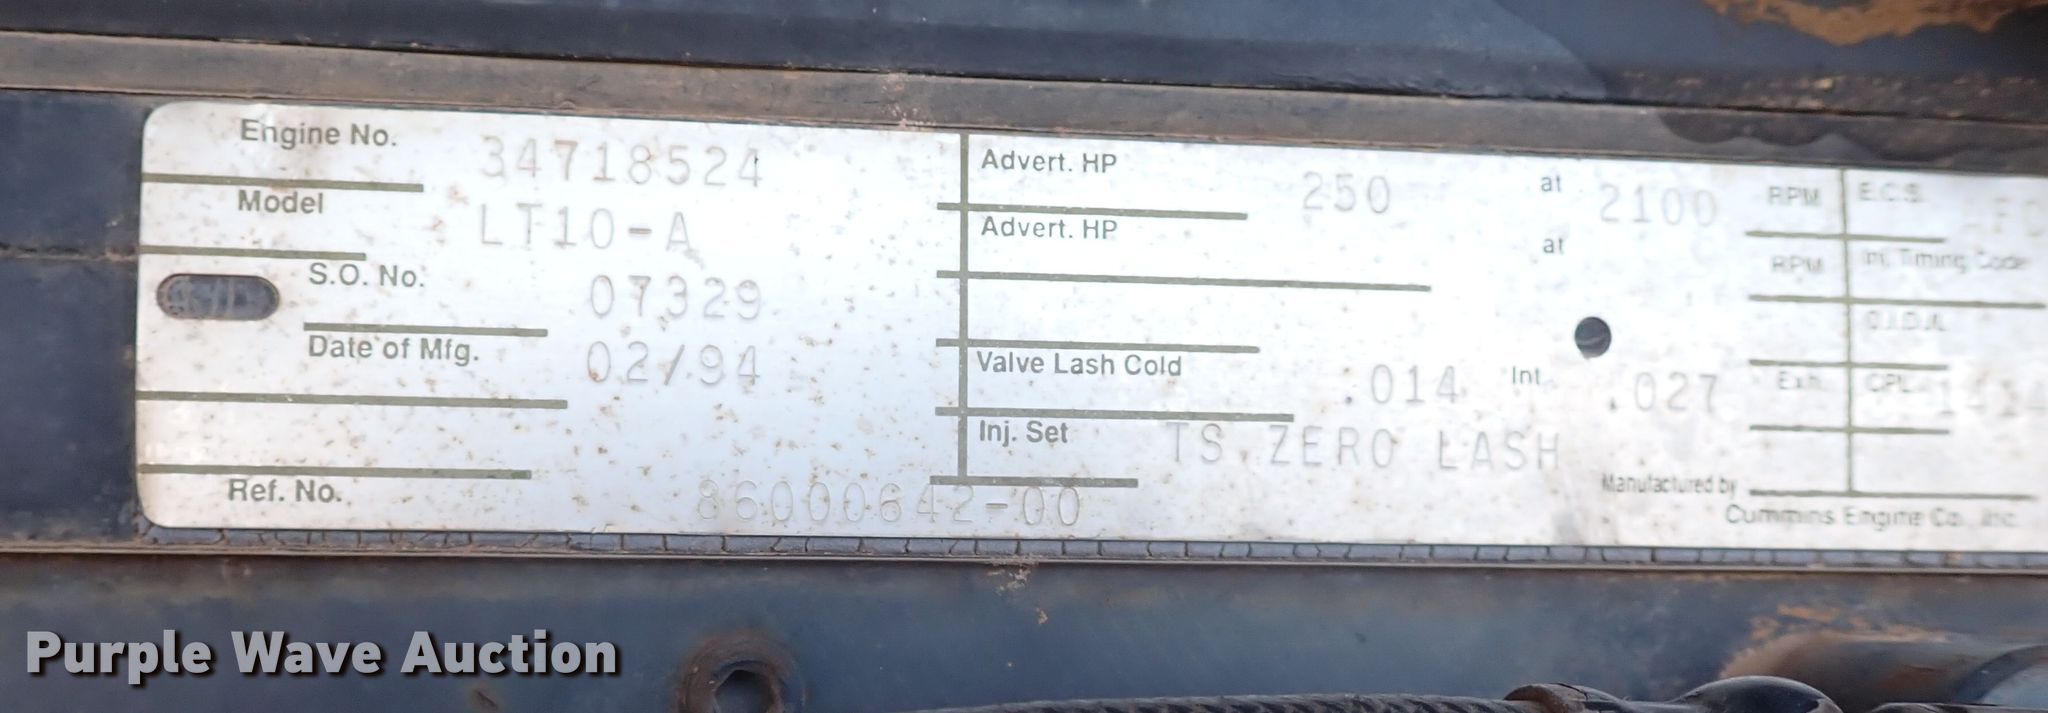 Engine No. 34718524
Model LT10-A
S.O. No. 07329
Date of Mfg. 02/94
Ref. No. 86000642-00
Advert. HP 250 at 2100 RPM
Advert. HP at RPM
Valve Lash Cold .014 Int. .027 Exh.
Inj. Set TS ZERO LASH
E.C.S.
Inj. Timing Code
C.I.D./L.
CPL
Manufactured by
Cummins Engine Co., Inc.
Purple Wave Auction